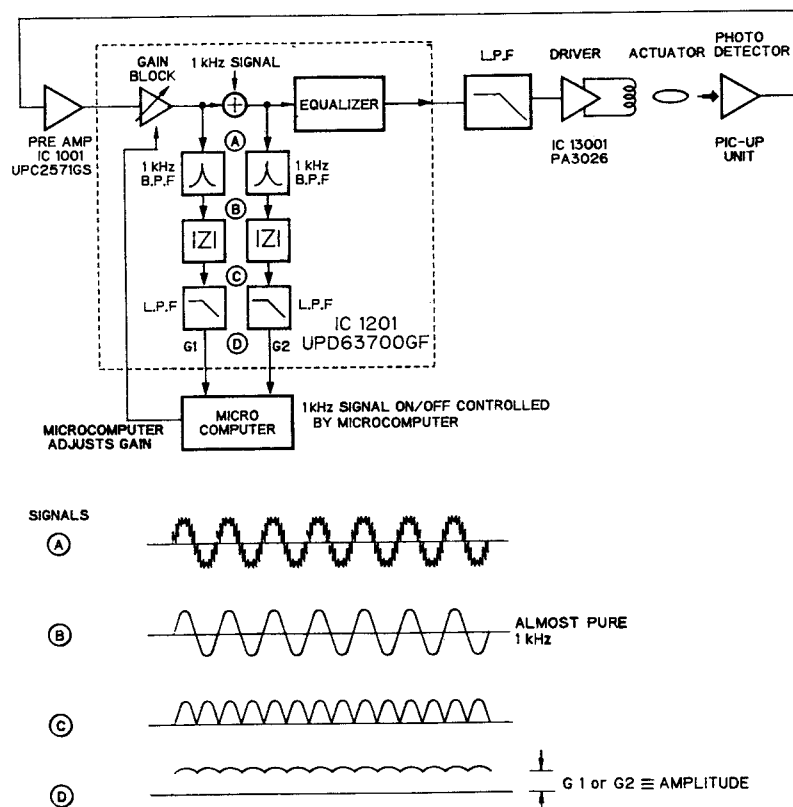 GAIN
BLOCK
1 kHz SIGNAL
L.P.F
DRIVER
ACTUATOR
PHOTO
DETECTOR
EQUALIZER
PRE AMP
IC 1001
UPC2571GS
IC 13001
PA3026
PIC-UP
UNIT
A
1 kHz
B.P.F
1 kHz
B.P.F
B
|Z|
|Z|
C
L.P.F
L.P.F
D
G1
G2
IC 1201
UPD63700GF
MICRO
COMPUTER
1kHz SIGNAL ON/OFF CONTROLLED
BY MICROCOMPUTER
MICROCOMPUTER
ADJUSTS GAIN
SIGNALS
A
B
ALMOST PURE
1 kHz
C
D
G 1 or G2 ≡ AMPLITUDE